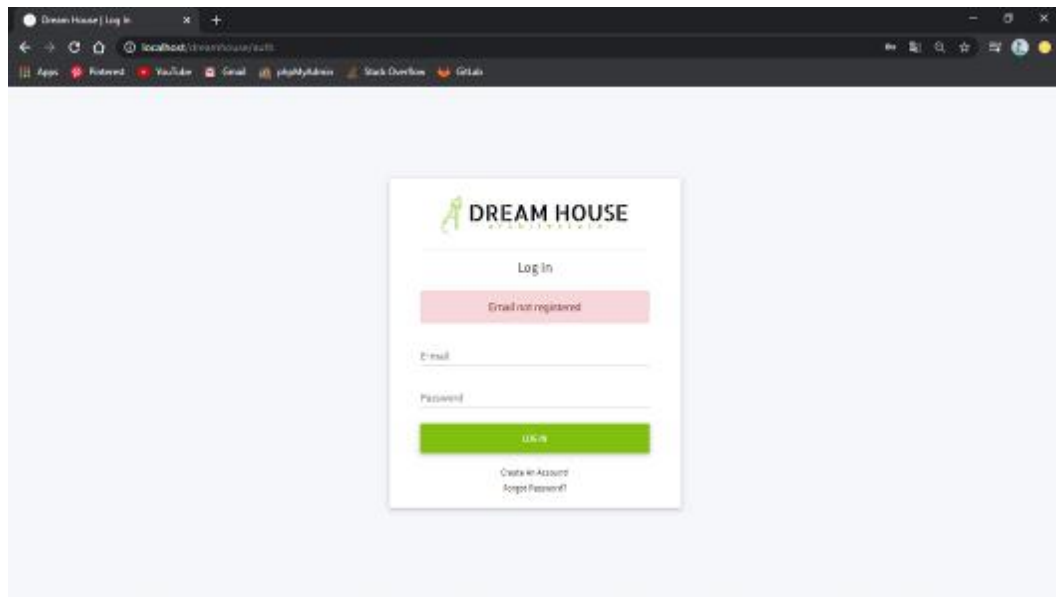 Dream House | Log In
localhost/dreamhouse/auth
Apps Pinterest YouTube Gmail phpMyAdmin Stack Overflow GitLab
DREAM HOUSE
Log In
Email not registered
E-mail
Password
LOG IN
Create An Account!
Forgot Password?